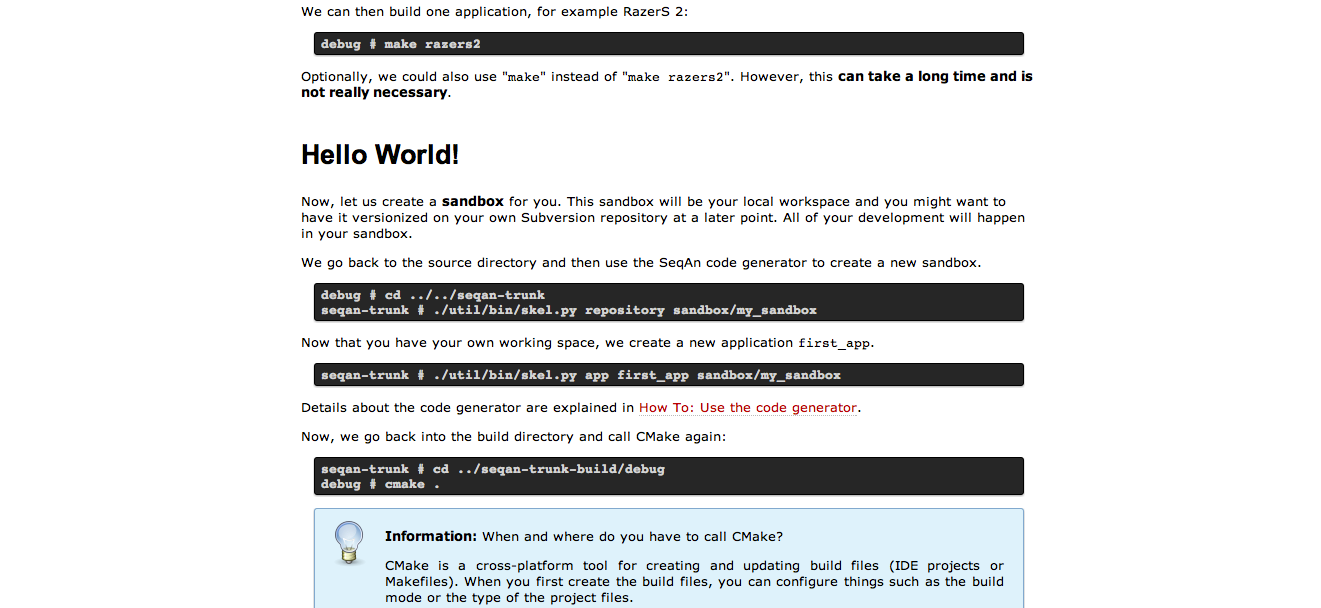 We can then build one application, for example RazerS 2:
debug # make razers2
Optionally, we could also use "make" instead of "make razers2". However, this can take a long time and is
not really necessary.
Hello World!
Now, let us create a sandbox for you. This sandbox will be your local workspace and you might want to
have it versionized on your own Subversion repository at a later point. All of your development will happen
in your sandbox.
We go back to the source directory and then use the SeqAn code generator to create a new sandbox.
debug # cd ../../seqan-trunk
seqan-trunk # ./util/bin/skel.py repository sandbox/my_sandbox
Now that you have your own working space, we create a new application first_app.
seqan-trunk # ./util/bin/skel.py app first_app sandbox/my_sandbox
Details about the code generator are explained in How To: Use the code generator.
Now, we go back into the build directory and call CMake again:
seqan-trunk # cd ../seqan-trunk-build/debug
debug # cmake .
Information: When and where do you have to call CMake?
CMake is a cross-platform tool for creating and updating build files (IDE projects or
Makefiles). When you first create the build files, you can configure things such as the build
mode or the type of the project files.